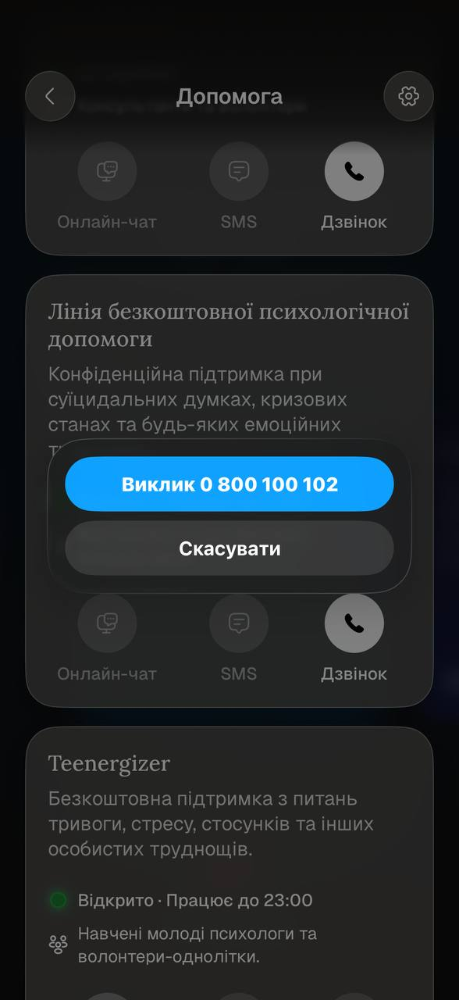 Допомога
Онлайн-чат
SMS
Дзвінок
Лінія безкоштовної психологічної
допомоги
Конфіденційна підтримка при
суїцидальних думках, кризових
станах та будь-яких емоційних
Виклик 0 800 100 102
Скасувати
Онлайн-чат
SMS
Дзвінок
Teenergizer
Безкоштовна підтримка з питань
тривоги, стресу, стосунків та інших
особистих труднощів.
Відкрито · Працює до 23:00
Навчені молоді психологи та
волонтери-однолітки.